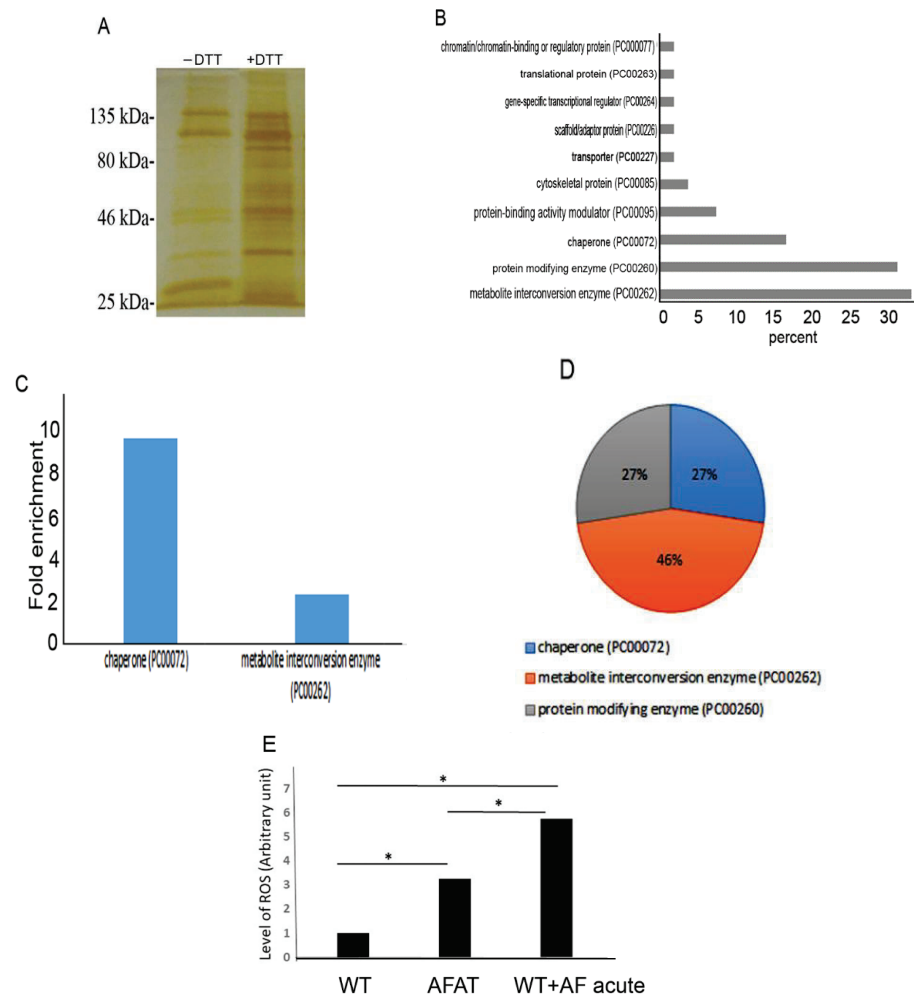 A
–DTT +DTT
135 kDa-
80 kDa-
46 kDa-
25 kDa-
B
chromatin/chromatin-binding or regulatory protein (PC000077)
translational protein (PC00263)
gene-specific transcriptional regulator (PC00264)
scaffold/adaptor protein (PC00226)
transporter (PC00227)
cytoskeletal protein (PC00085)
protein-binding activity modulator (PC00095)
chaperone (PC00072)
protein modifying enzyme (PC00260)
metabolite interconversion enzyme (PC00262)
0 5 10 15 20 25 30
percent
C
Fold enrichment
10
8
6
4
2
0
chaperone (PC00072) metabolite interconversion enzyme
(PC00262)
D
27% 27%
46%
chaperone (PC00072)
metabolite interconversion enzyme (PC00262)
protein modifying enzyme (PC00260)
E
Level of ROS (Arbitrary unit)
7
6
5
4
3
2
1
0
*
*
*
WT AFAT WT+AF acute